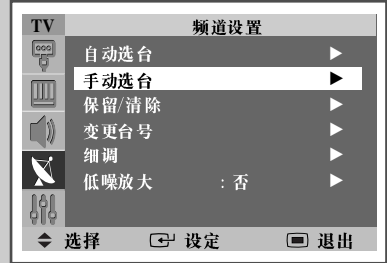 TV 频道设置
自动选台
手动选台
保留/清除
变更台号
细调
低噪放大 : 否
选择 设定 退出